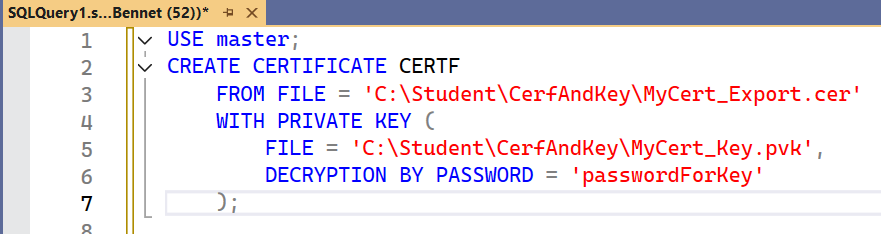 SQLQuery1.s...Bennet (52))*
1 USE master;
2 CREATE CERTIFICATE CERTF
3 FROM FILE = 'C:\Student\CerfAndKey\MyCert_Export.cer'
4 WITH PRIVATE KEY (
5 FILE = 'C:\Student\CerfAndKey\MyCert_Key.pvk',
6 DECRYPTION BY PASSWORD = 'passwordForKey'
7 );
8